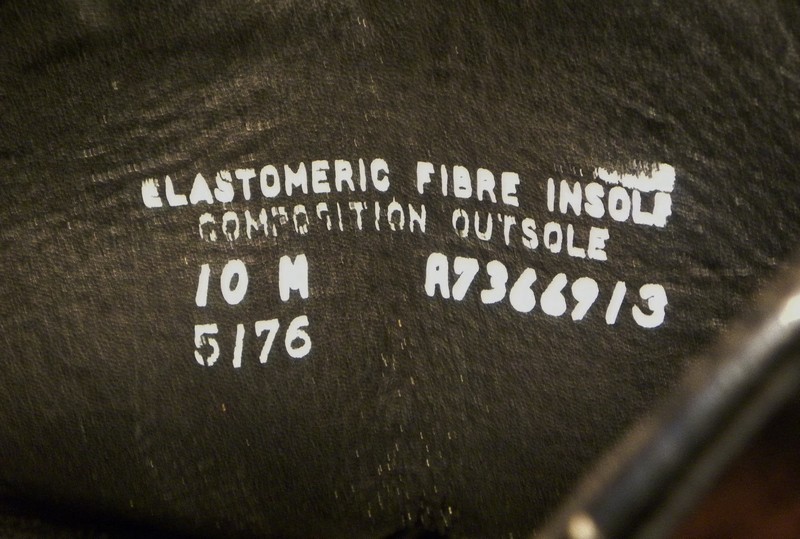 ELASTOMERIC FIBRE INSOLE
COMPOSITION OUTSOLE
10 M A7366913
5/76